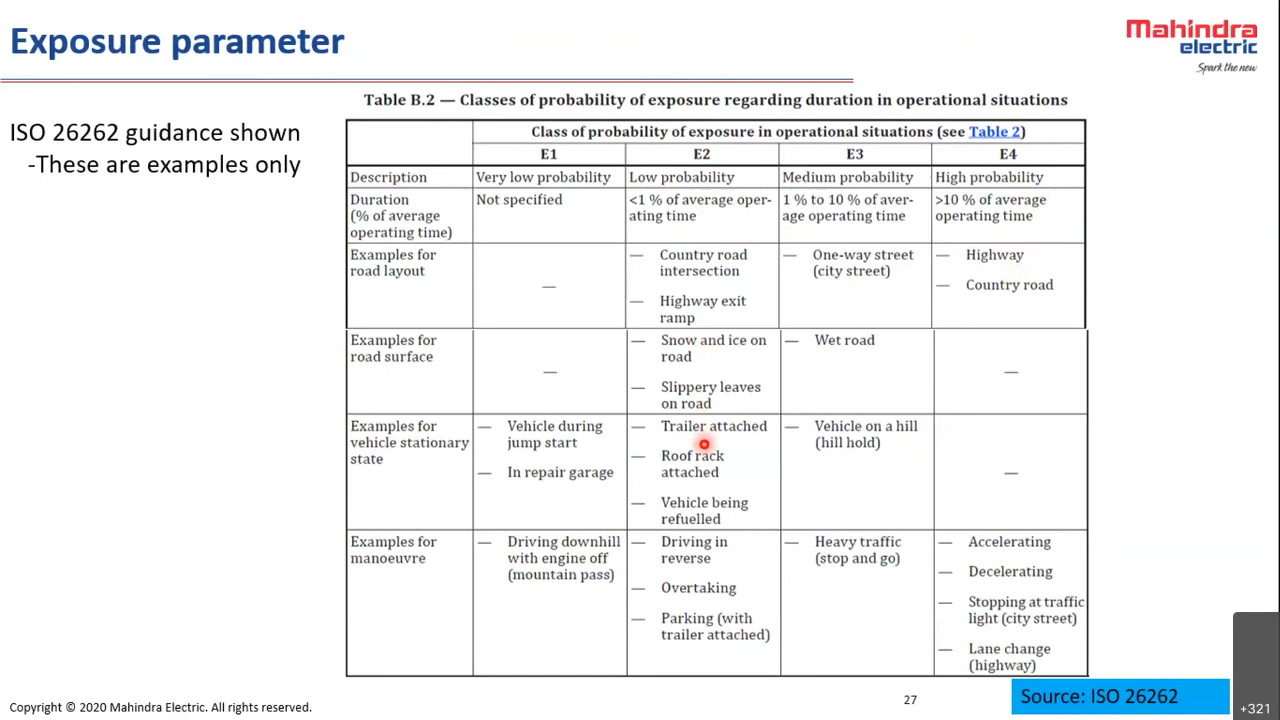 Exposure parameter
Mahindra
electric
Spark the new
ISO 26262 guidance shown
-These are examples only
Table B.2 — Classes of probability of exposure regarding duration in operational situations
Class of probability of exposure in operational situations (see Table 2)
E1 E2 E3 E4
Description Very low probability Low probability Medium probability High probability
Duration
(% of average
operating time)
Not specified
<1 % of average oper-
ating time
1 % to 10 % of aver-
age operating time
>10 % of average
operating time
Examples for
road layout
—
— Country road
intersection
— Highway exit
ramp
— One-way street
(city street)
— Highway
— Country road
Examples for
road surface
—
— Snow and ice on
road
— Slippery leaves
on road
— Wet road
—
Examples for
vehicle stationary
state
— Vehicle during
jump start
— In repair garage
— Trailer attached
— Roof rack
attached
— Vehicle being
refuelled
— Vehicle on a hill
(hill hold)
—
Examples for
manoeuvre
— Driving downhill
with engine off
(mountain pass)
— Driving in
reverse
— Overtaking
— Parking (with
trailer attached)
— Heavy traffic
(stop and go)
— Accelerating
— Decelerating
— Stopping at traffic
light (city street)
— Lane change
(highway)
Copyright © 2020 Mahindra Electric. All rights reserved.
27
Source: ISO 26262
+321